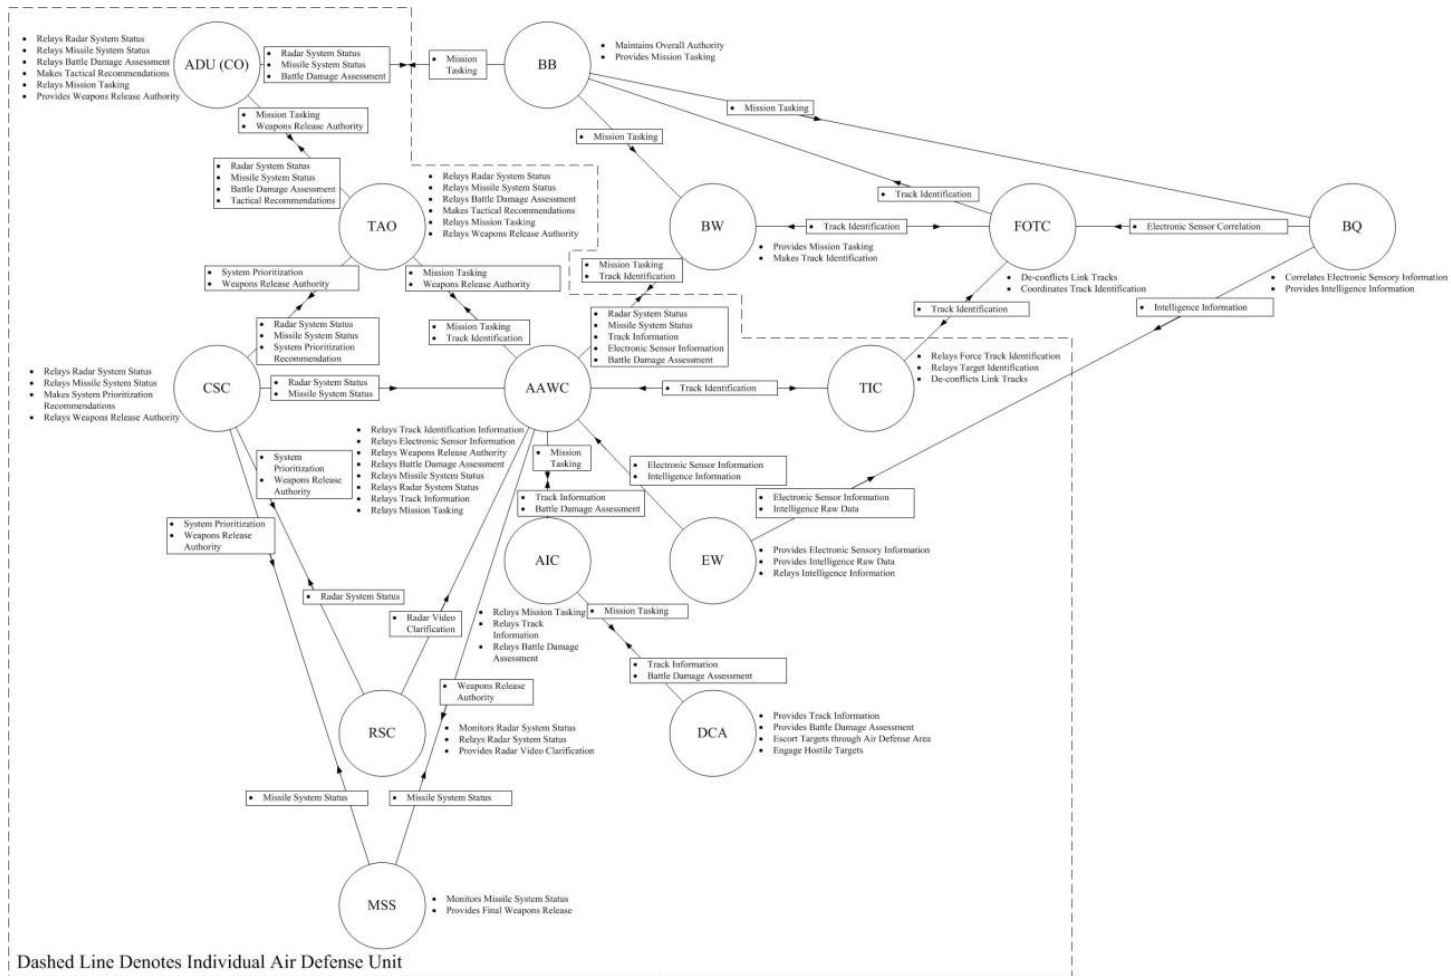 • Relays Radar System Status
• Relays Missile System Status
• Relays Battle Damage Assessment
• Makes Tactical Recommendations
• Relays Mission Tasking
• Provides Weapons Release Authority
ADU (CO)
• Radar System Status
• Missile System Status
• Battle Damage Assessment
• Mission
Tasking
BB
• Maintains Overall Authority
• Provides Mission Tasking
• Mission Tasking
• Mission Tasking
• Weapons Release Authority
• Mission Tasking
• Radar System Status
• Missile System Status
• Battle Damage Assessment
• Tactical Recommendations
TAO
• Relays Radar System Status
• Relays Missile System Status
• Relays Battle Damage Assessment
• Makes Tactical Recommendations
• Relays Mission Tasking
• Relays Weapons Release Authority
• Track Identification
BW
• Track Identification
FOTC
• Electronic Sensor Correlation
BQ
• Provides Mission Tasking
• Makes Track Identification
• De-conflicts Link Tracks
• Coordinates Track Identification
• Correlates Electronic Sensory Information
• Provides Intelligence Information
• System Prioritization
• Weapons Release Authority
• Mission Tasking
• Weapons Release Authority
• Mission Tasking
• Track Identification
• Track Identification
• Intelligence Information
• Radar System Status
• Missile System Status
• System Prioritization
Recommendation
• Mission Tasking
• Track Identification
• Radar System Status
• Missile System Status
• Track Information
• Electronic Sensor Information
• Battle Damage Assessment
• Relays Radar System Status
• Relays Missile System Status
• Makes System Prioritization
Recommendations
• Relays Weapons Release Authority
CSC
• Radar System Status
• Missile System Status
AAWC
• Track Identification
TIC
• Relays Force Track Identification
• Relays Target Identification
• De-conflicts Link Tracks
• Relays Track Identification Information
• Relays Electronic Sensor Information
• Relays Weapons Release Authority
• Relays Battle Damage Assessment
• Relays Missile System Status
• Relays Radar System Status
• Relays Track Information
• Relays Mission Tasking
• System
Prioritization
• Weapons Release
Authority
• Mission
Tasking
• Electronic Sensor Information
• Intelligence Information
• Track Information
• Battle Damage Assessment
• Electronic Sensor Information
• Intelligence Raw Data
• System Prioritization
• Weapons Release
Authority
AIC
EW
• Provides Electronic Sensory Information
• Provides Intelligence Raw Data
• Relays Intelligence Information
• Radar System Status
• Radar Video
Clarification
• Relays Mission Tasking
• Relays Track
Information
• Relays Battle Damage
Assessment
• Mission Tasking
• Track Information
• Battle Damage Assessment
• Weapons Release
Authority
RSC
• Monitors Radar System Status
• Relays Radar System Status
• Provides Radar Video Clarification
DCA
• Provides Track Information
• Provides Battle Damage Assessment
• Escort Targets through Air Defense Area
• Engage Hostile Targets
• Missile System Status
• Missile System Status
MSS
• Monitors Missile System Status
• Provides Final Weapons Release
Dashed Line Denotes Individual Air Defense Unit